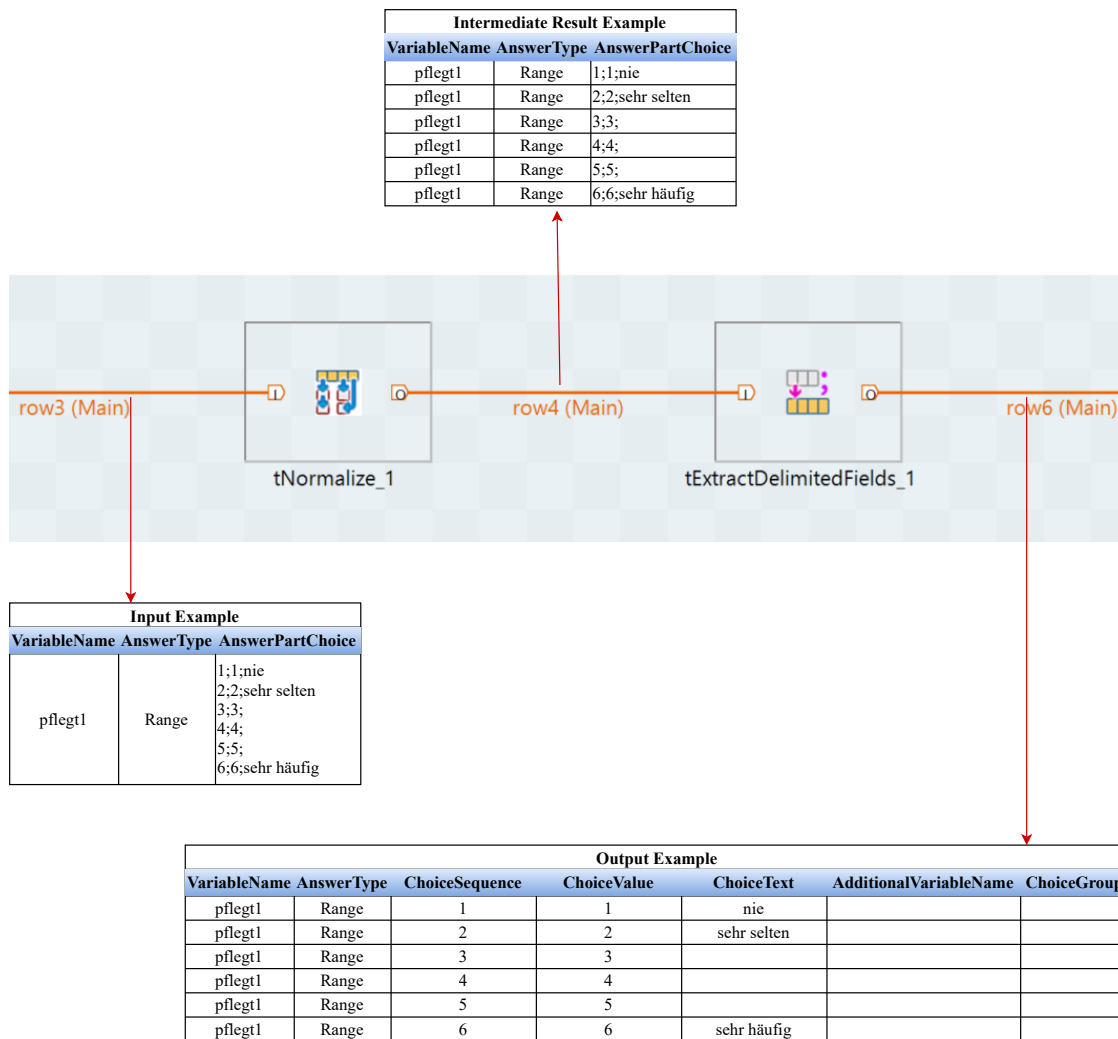 Intermediate Result Example
VariableName AnswerType AnswerPartChoice
pflegt1 Range 1;1;nie
pflegt1 Range 2;2;sehr selten
pflegt1 Range 3;3;
pflegt1 Range 4;4;
pflegt1 Range 5;5;
pflegt1 Range 6;6;sehr häufig
I O I O
row3 (Main) row4 (Main) row6 (Main)
tNormalize_1 tExtractDelimitedFields_1
Input Example
VariableName AnswerType AnswerPartChoice
1;1;nie
2;2;sehr selten
3;3;
pflegt1 Range
4;4;
5;5;
6;6;sehr häufig
Output Example
VariableName AnswerType ChoiceSequence ChoiceValue ChoiceText AdditionalVariableName ChoiceGroup
pflegt1 Range 1 1 nie
pflegt1 Range 2 2 sehr selten
pflegt1 Range 3 3
pflegt1 Range 4 4
pflegt1 Range 5 5
pflegt1 Range 6 6 sehr häufig